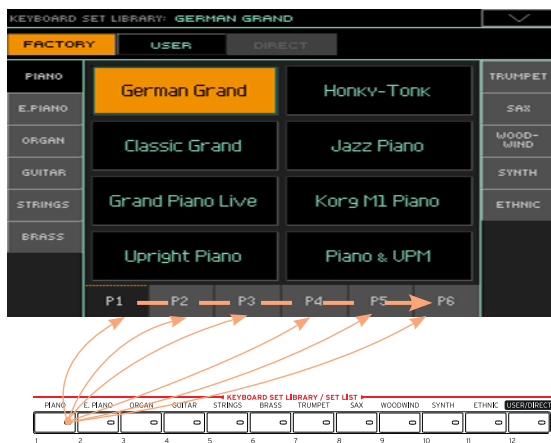 KEYBOARD SET LIBRARY: GERMAN GRAND
FACTORY USER DIRECT
PIANO
E.PIANO
ORGAN
GUITAR
STRINGS
BRASS
German Grand Honky-Tonk
Classic Grand Jazz Piano
Grand Piano Live Korg M1 Piano
Upright Piano Piano & UPM
TRUMPET
SAX
WOOD-
WIND
SYNTH
ETHNIC
P1 P2 P3 P4 P5 P6
KEYBOARD SET LIBRARY / SET LIST
PIANO E. PIANO ORGAN GUITAR STRINGS BRASS TRUMPET SAX WOODWIND SYNTH ETHNIC USER/DIRECT
1 2 3 4 5 6 7 8 9 10 11 12